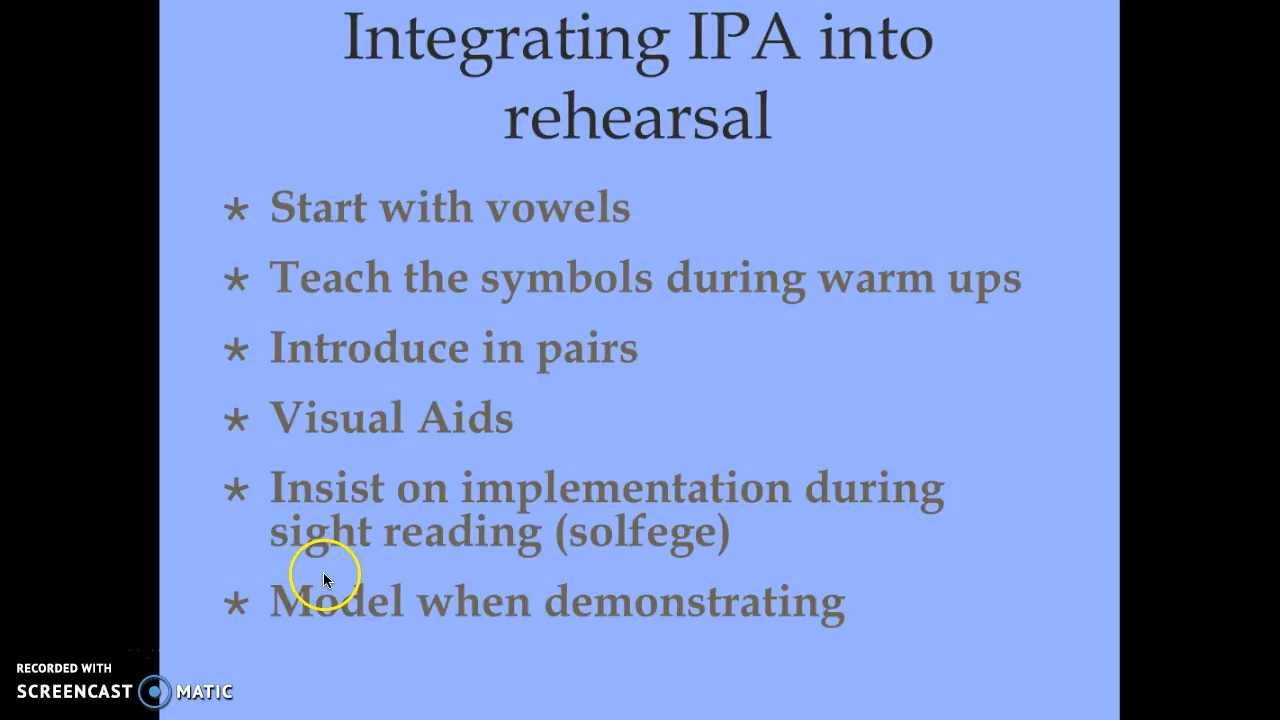 Integrating IPA into
rehearsal
* Start with vowels
* Teach the symbols during warm ups
* Introduce in pairs
* Visual Aids
* Insist on implementation during
sight reading (solfege)
* Model when demonstrating
RECORDED WITH
SCREENCAST MATIC